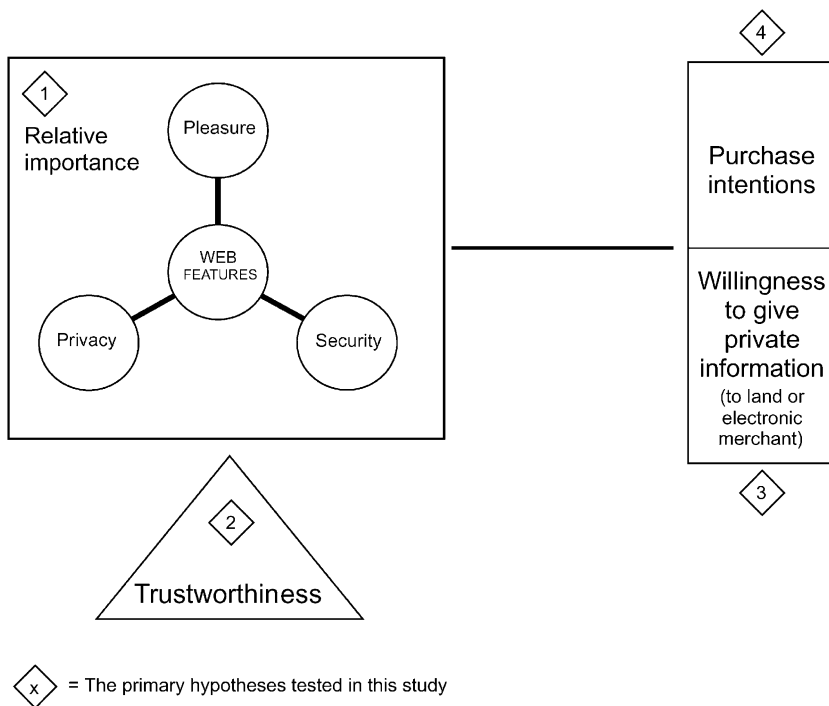 1
Relative
importance
Pleasure
WEB
FEATURES
Privacy
Security
2
Trustworthiness
4
Purchase
intentions
Willingness
to give
private
information
(to land or
electronic
merchant)
3
x = The primary hypotheses tested in this study